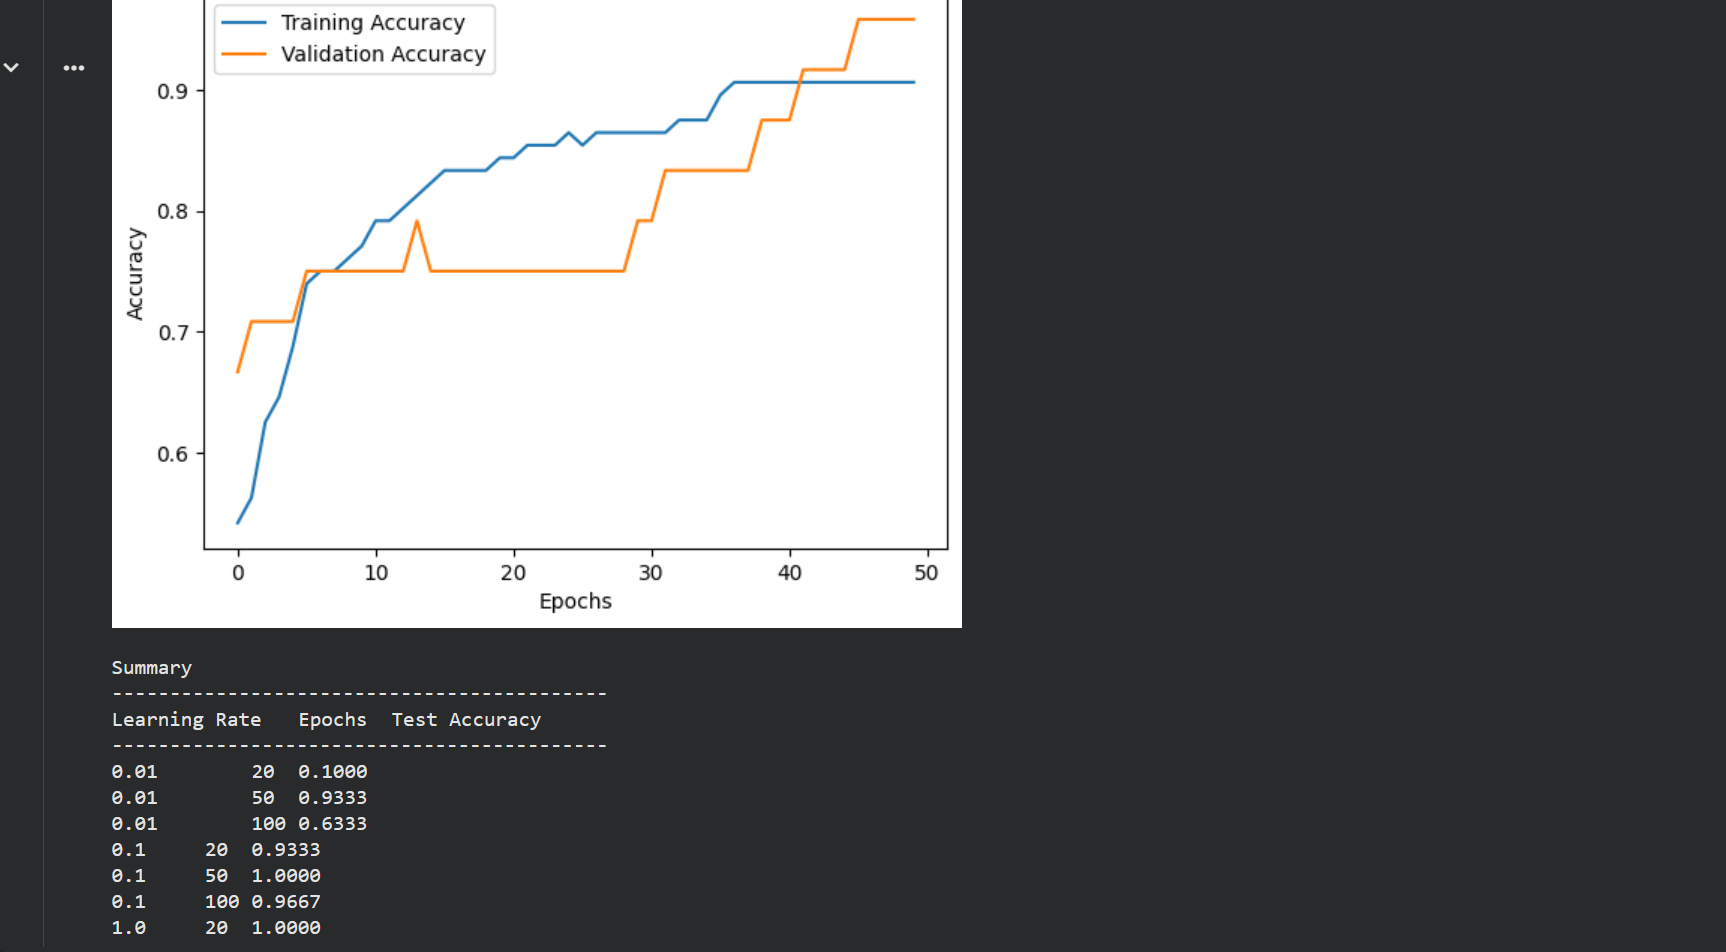 ...
Training Accuracy
Validation Accuracy
0.9
0.8
0.7
0.6
Accuracy
0 10 20 30 40 50
Epochs
Summary
-------------------------------------------
Learning Rate Epochs Test Accuracy
-------------------------------------------
0.01 20 0.1000
0.01 50 0.9333
0.01 100 0.6333
0.1 20 0.9333
0.1 50 1.0000
0.1 100 0.9667
1.0 20 1.0000